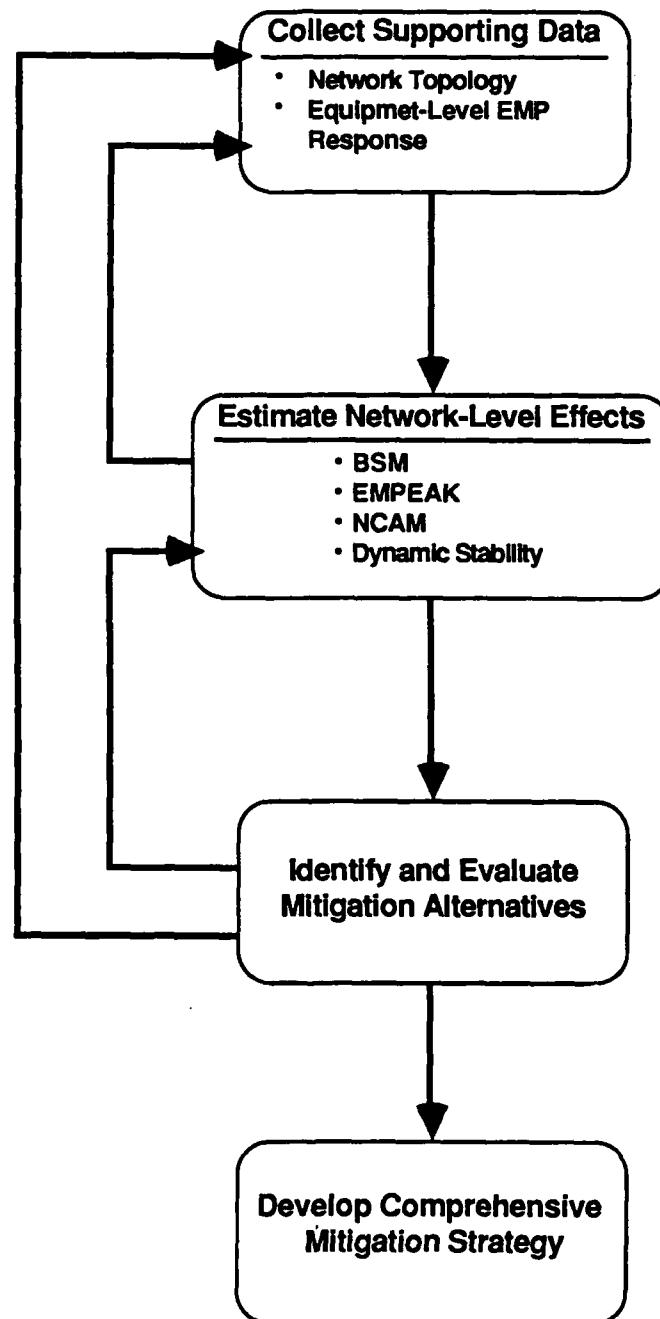 Collect Supporting Data
• Network Topology
• Equipmet-Level EMP
Response
Estimate Network-Level Effects
• BSM
• EMPEAK
• NCAM
• Dynamic Stability
Identify and Evaluate
Mitigation Alternatives
Develop Comprehensive
Mitigation Strategy